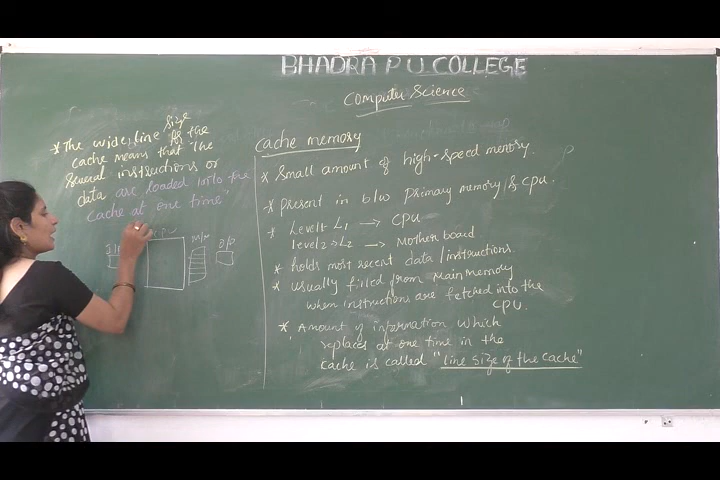 BHADRA P U COLLEGE
Computer Science
* The wider line size of the
cache means that the
several instructions or
data are loaded into the
cache at one time"
CPU
M/m
O/P
cache memory
* Small amount of high-speed memory.
* present in b/w primary memory & CPU.
* Level1 L1 → CPU
level2 → L2 → Mother board
* holds most recent data/instructions.
* usually filled from main memory
when instruction are fetched into the
CPU.
* Amount of information which
replaces at one time in the
cache is called "line size of the cache"